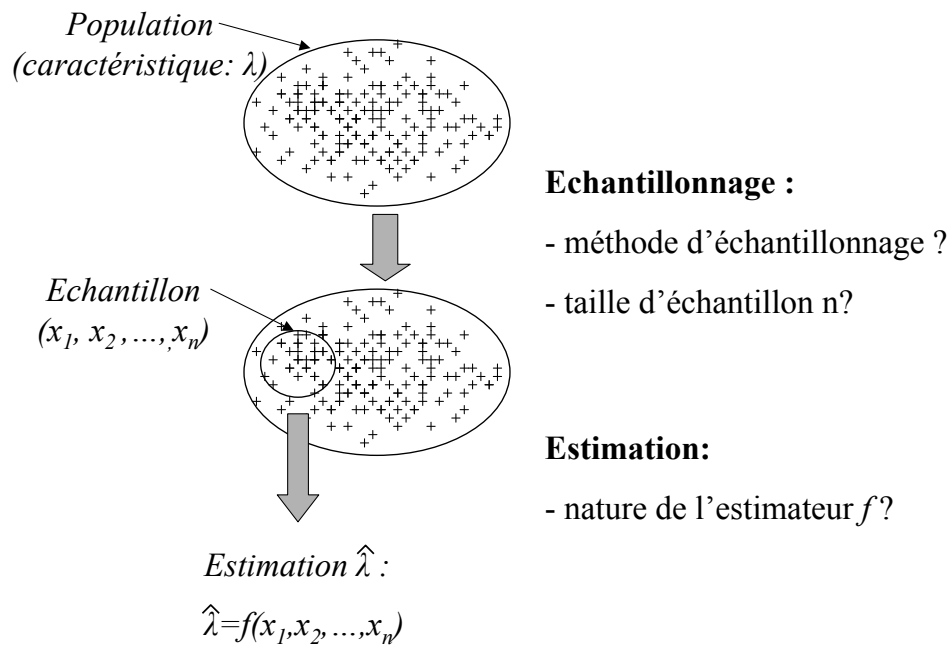 Population
(caractéristique: λ)
Echantillonnage :
- méthode d’échantillonnage ?
- taille d’échantillon n?
Echantillon
(x₁, x₂ ,...,,xₙ)
Estimation:
- nature de l’estimateur f ?
Estimation λ̂ :
λ̂=f(x₁,x₂,...,xₙ)